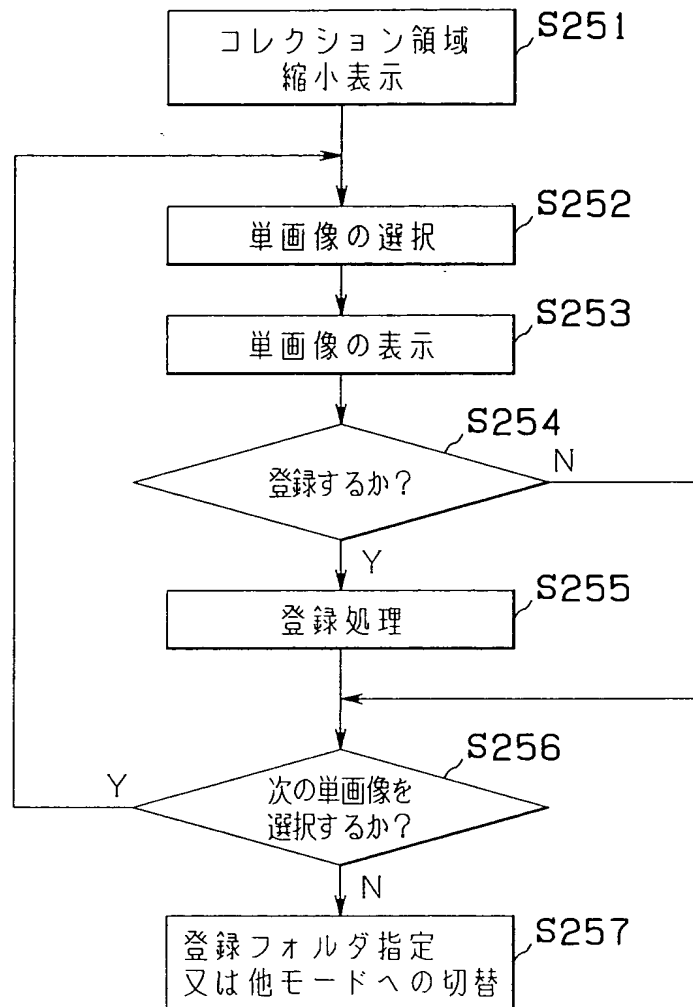 コレクション領域
縮小表示
S251
単画像の選択
S252
単画像の表示
S253
登録するか?
S254
N
Y
登録処理
S255
次の単画像を
選択するか?
S256
Y
N
登録フォルダ指定
又は他モードへの切替
S257